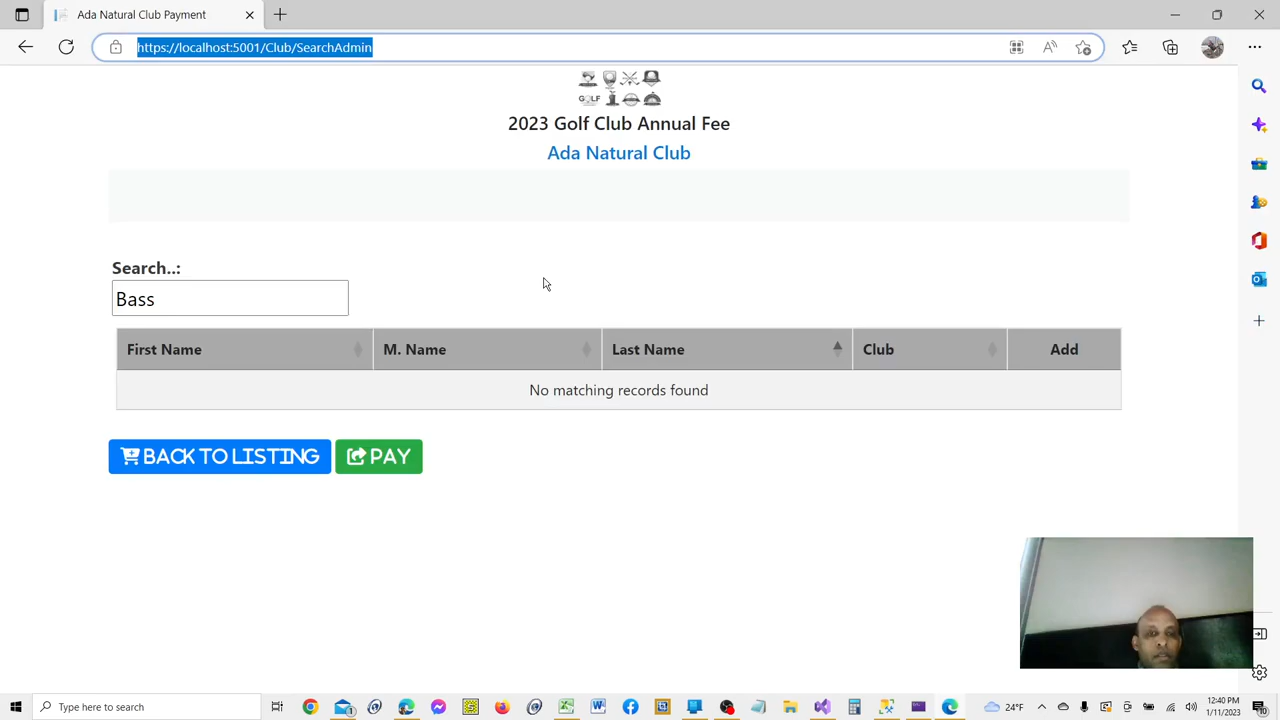 Ada Natural Club Payment
https://localhost:5001/Club/SearchAdmin
GOLF
2023 Golf Club Annual Fee
Ada Natural Club
Search..:
Bass
First Name
M. Name
Last Name
Club
Add
No matching records found
BACK TO LISTING
PAY
Type here to search
24°F
12:40 PM
1/11/2023